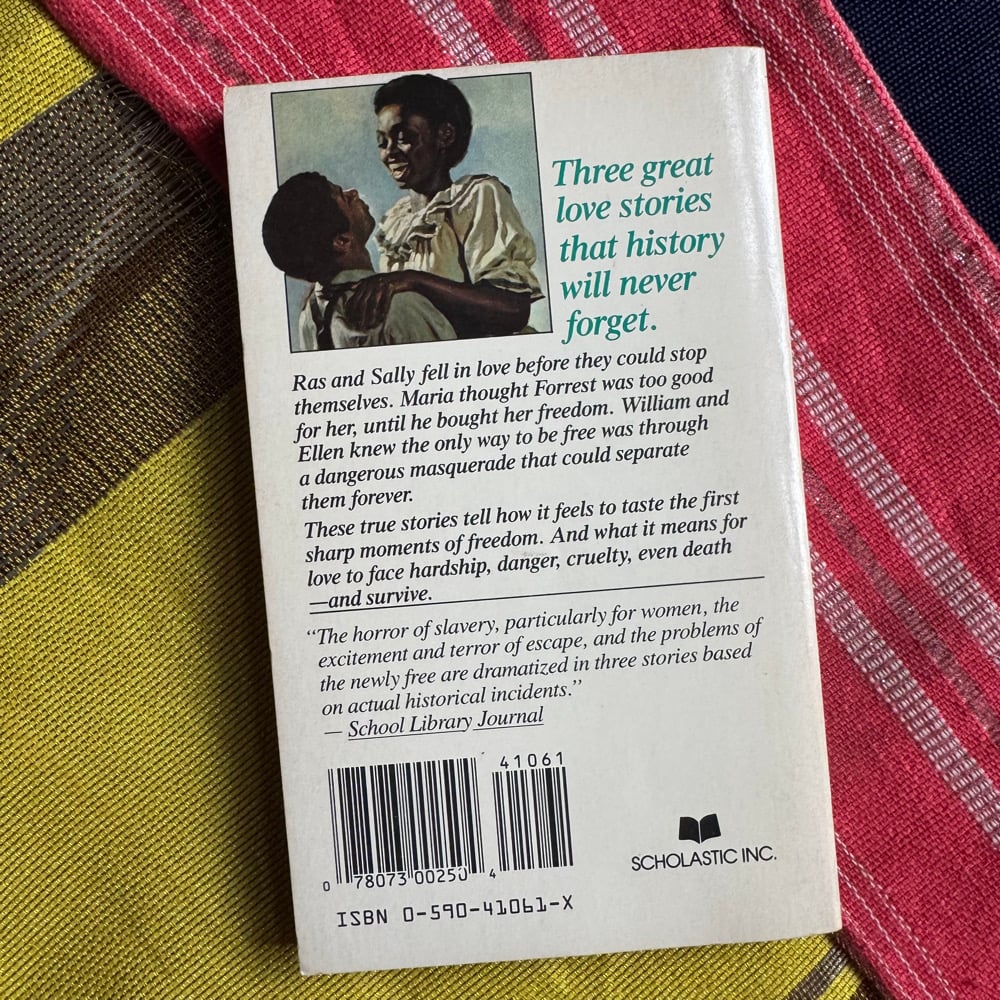 Three great
love stories
that history
will never
forget.
Ras and Sally fell in love before they could stop
themselves. Maria thought Forrest was too good
for her, until he bought her freedom. William and
Ellen knew the only way to be free was through
a dangerous masquerade that could separate
them forever.
These true stories tell how it feels to taste the first
sharp moments of freedom. And what it means for
love to face hardship, danger, cruelty, even death
—and survive.
“The horror of slavery, particularly for women, the
excitement and terror of escape, and the problems of
the newly free are dramatized in three stories based
on actual historical incidents.”
— School Library Journal
41061
0 78073 00250 4
SCHOLASTIC INC.
ISBN 0-590-41061-X